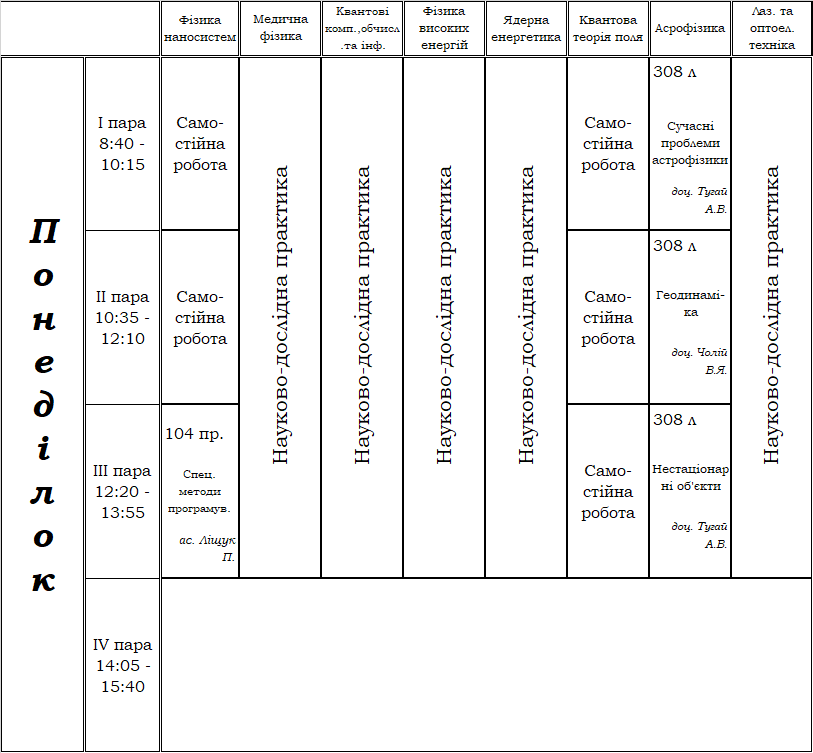 Фізика
наносистем
Медична
фізика
Квантові
комп.,обчисл
.та інф.
Фізика
високих
енергій
Ядерна
енергетика
Квантова
теорія поля
Асрофізика
Лаз. та
оптоел.
техніка
Понеділок
І пара
8:40 -
10:15
Само-
стійна
робота
Науково-дослідна практика
Науково-дослідна практика
Науково-дослідна практика
Науково-дослідна практика
Само-
стійна
робота
308 л
Сучасні
проблеми
астрофізики
доц. Тугай
А.В.
Науково-дослідна практика
ІІ пара
10:35 -
12:10
Само-
стійна
робота
Само-
стійна
робота
308 л
Геодинамі-
ка
доц. Чолій
В.Я.
ІІІ пара
12:20 -
13:55
104 пр.
Спец.
методи
програмув.
ас. Ліщук
П.
Само-
стійна
робота
308 л
Нестаціонар
ні об'єкти
доц. Тугай
А.В.
IV пара
14:05 -
15:40